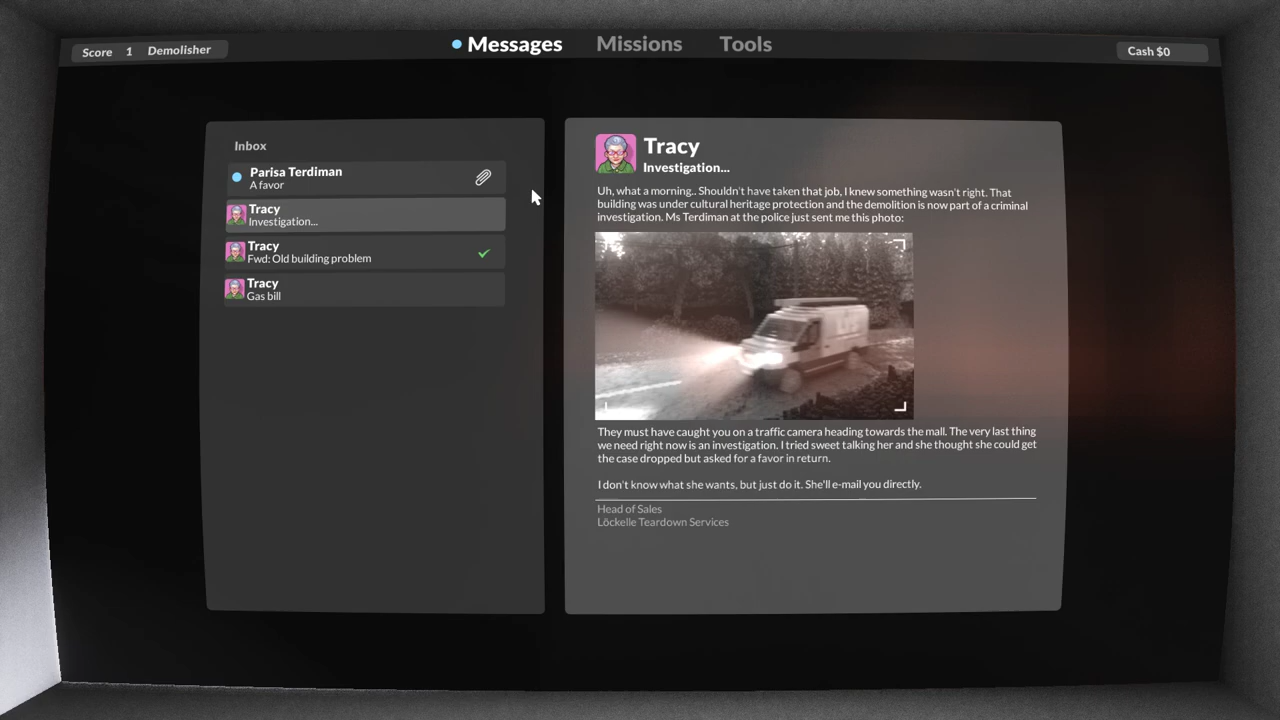 Score 1 Demolisher
Messages Missions Tools
Cash $0
Inbox
Parisa Terdiman
A favor
Tracy
Investigation...
Tracy
Fwd: Old building problem
Tracy
Gas bill
Tracy
Investigation...
Uh, what a morning.. Shouldn't have taken that job, I knew something wasn't right. That
building was under cultural heritage protection and the demolition is now part of a criminal
investigation. Ms Terdiman at the police just sent me this photo:
They must have caught you on a traffic camera heading towards the mall. The very last thing
we need right now is an investigation. I tried sweet talking her and she thought she could get
the case dropped but asked for a favor in return.
I don't know what she wants, but just do it. She'll e-mail you directly.
Head of Sales
Löckelle Teardown Services